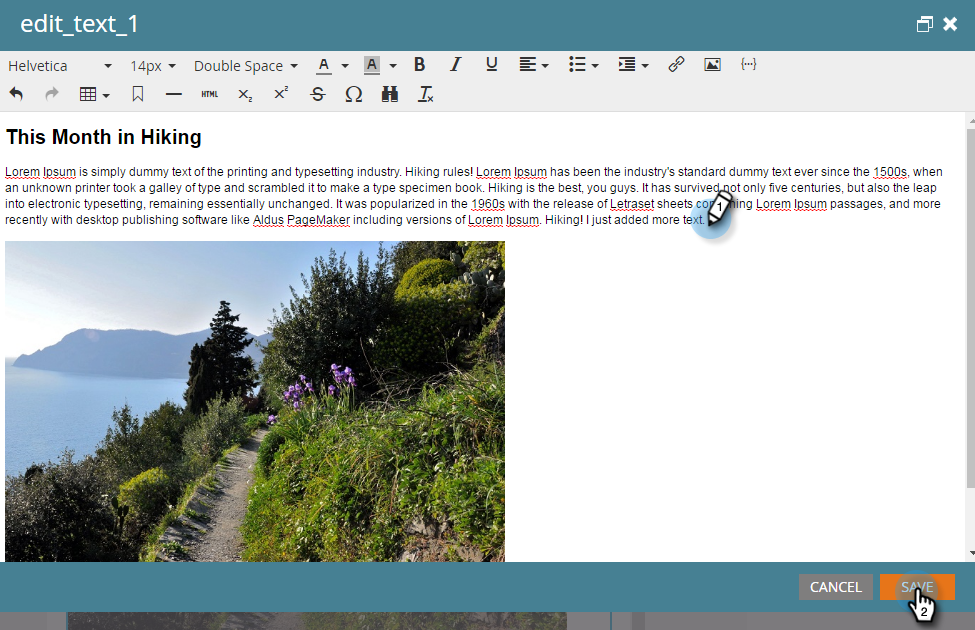 edit_text_1
Helvetica 14px Double Space A A B I U {···}
HTML X₂ X² S Ω Ix
This Month in Hiking
Lorem Ipsum is simply dummy text of the printing and typesetting industry. Hiking rules! Lorem Ipsum has been the industry's standard dummy text ever since the 1500s, when
an unknown printer took a galley of type and scrambled it to make a type specimen book. Hiking is the best, you guys. It has survived not only five centuries, but also the leap
into electronic typesetting, remaining essentially unchanged. It was popularized in the 1960s with the release of Letraset sheets containing Lorem Ipsum passages, and more
recently with desktop publishing software like Aldus PageMaker including versions of Lorem Ipsum. Hiking! I just added more text.
1
CANCEL SAVE
2